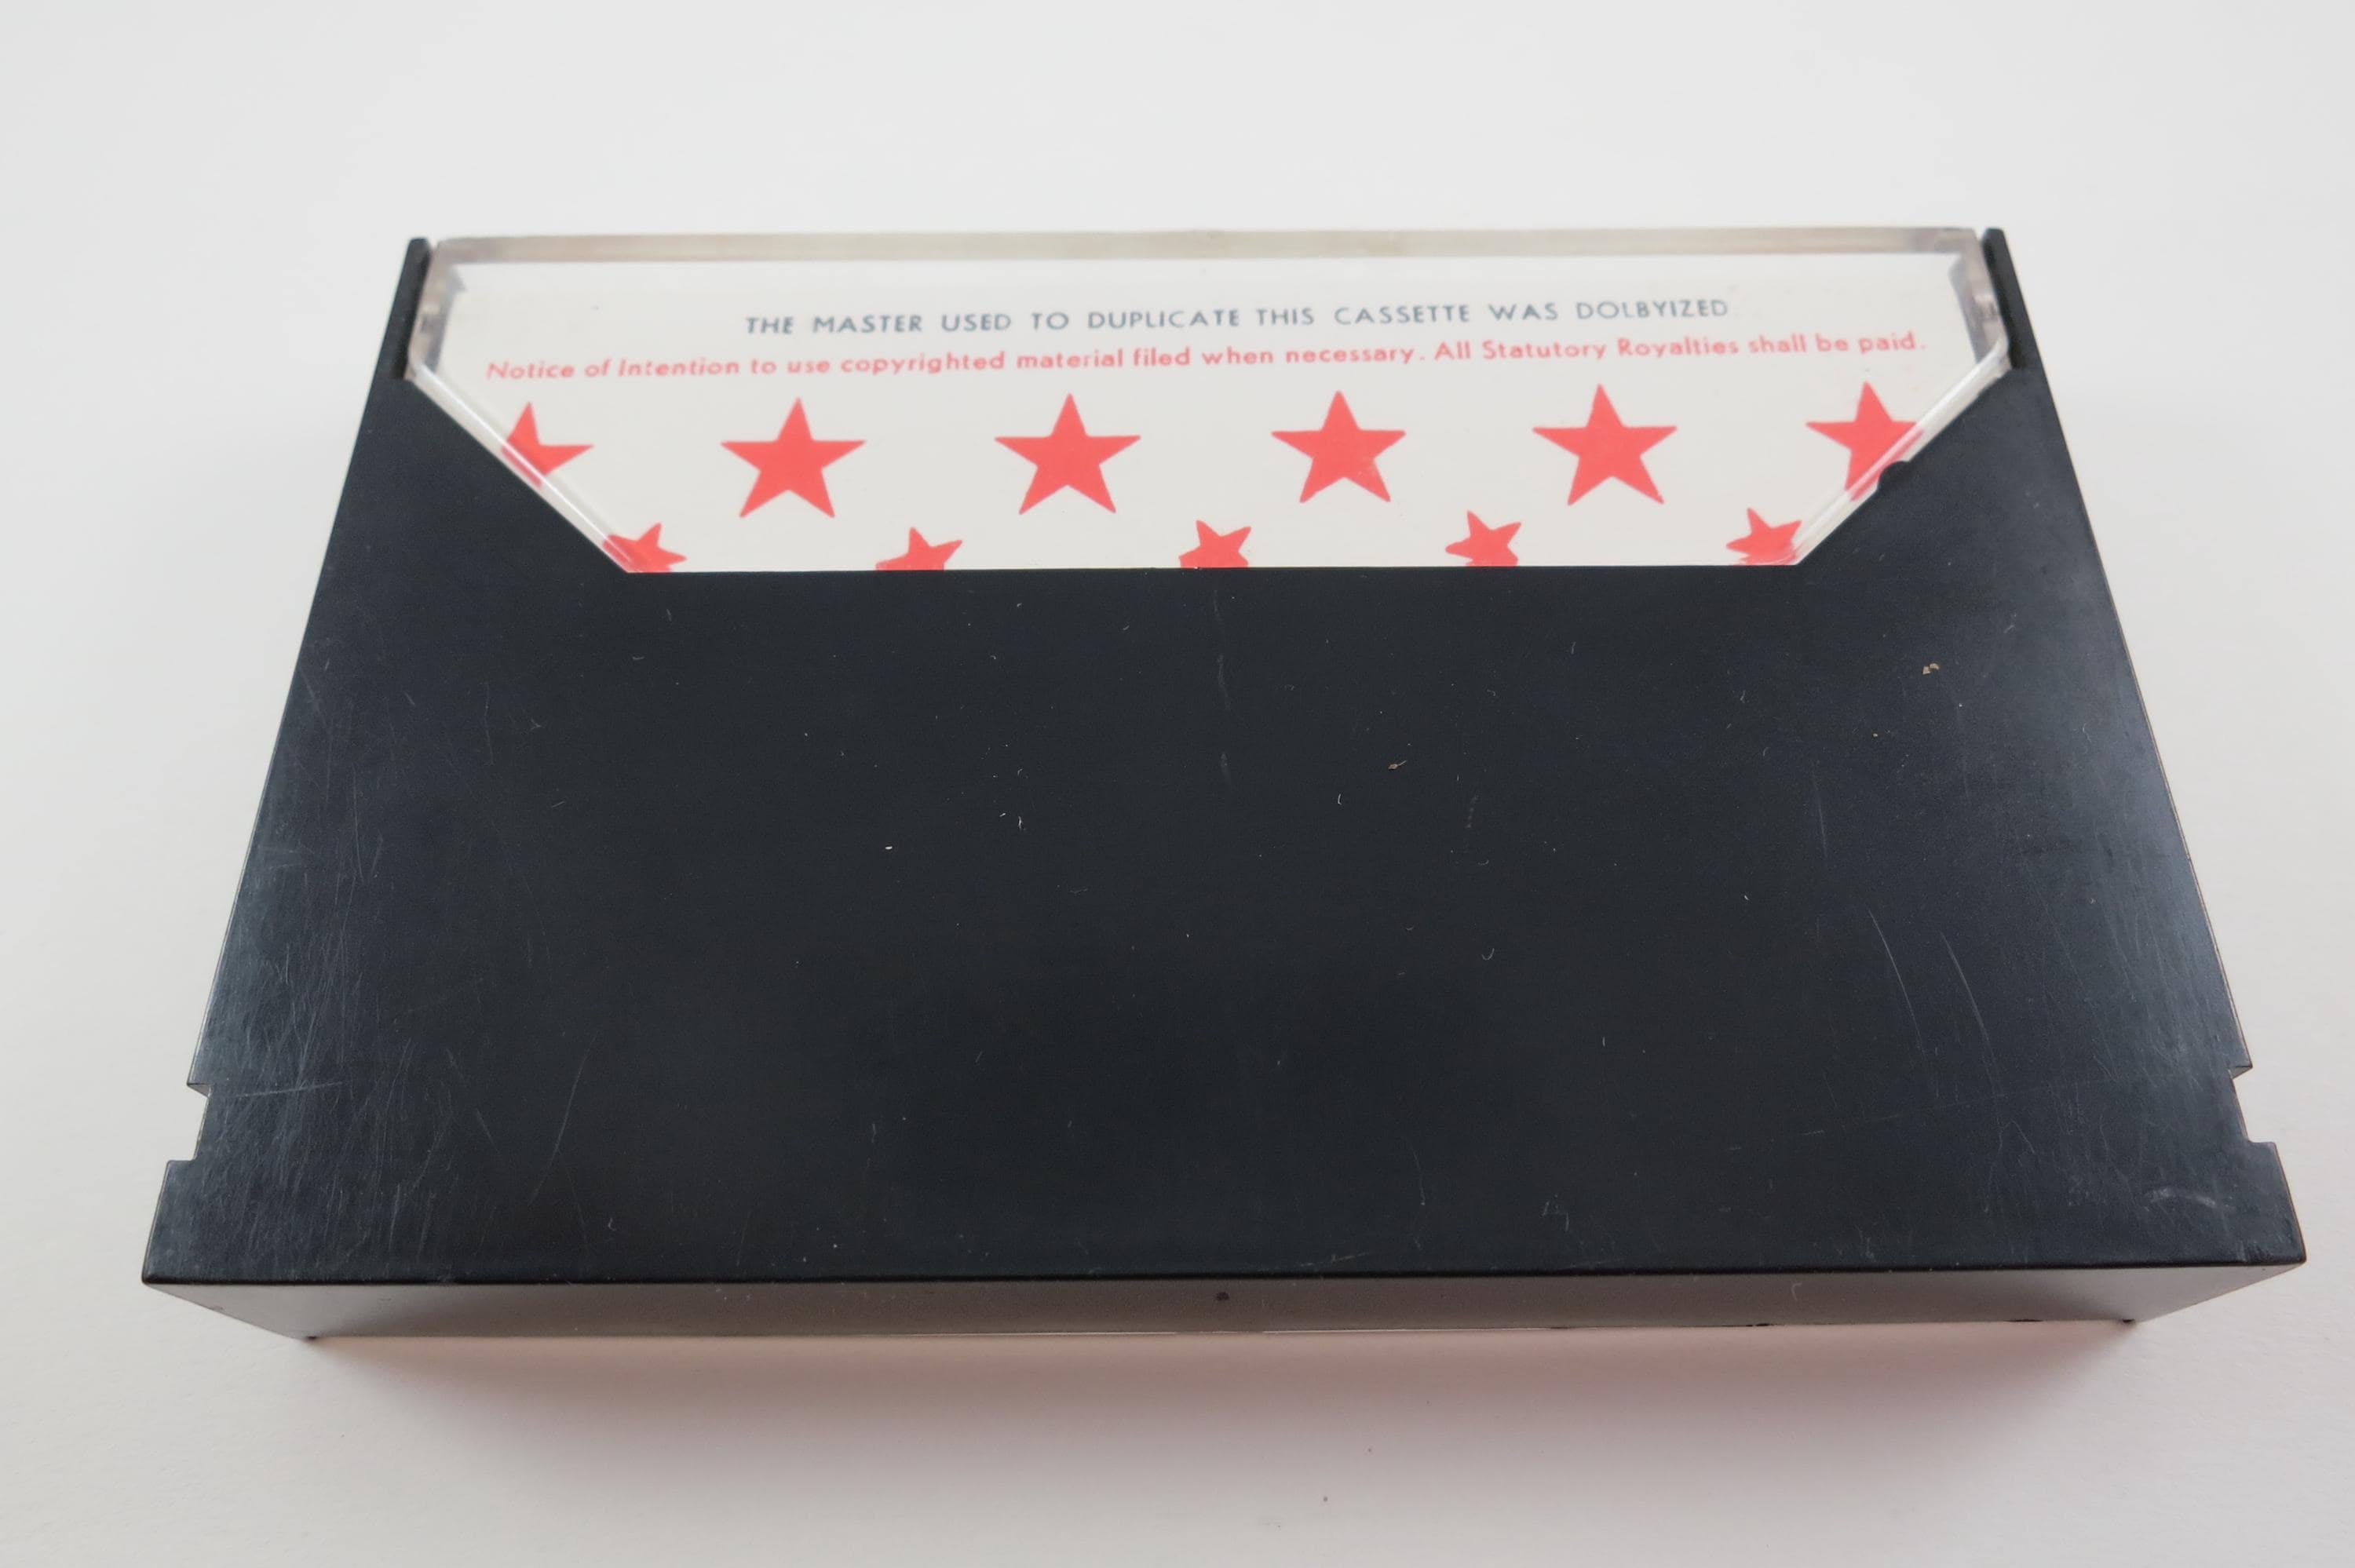 THE MASTER USED TO DUPLICATE THIS CASSETTE WAS DOLBYIZED
Notice of Intention to use copyrighted material filed when necessary. All Statutory Royalties shall be paid.